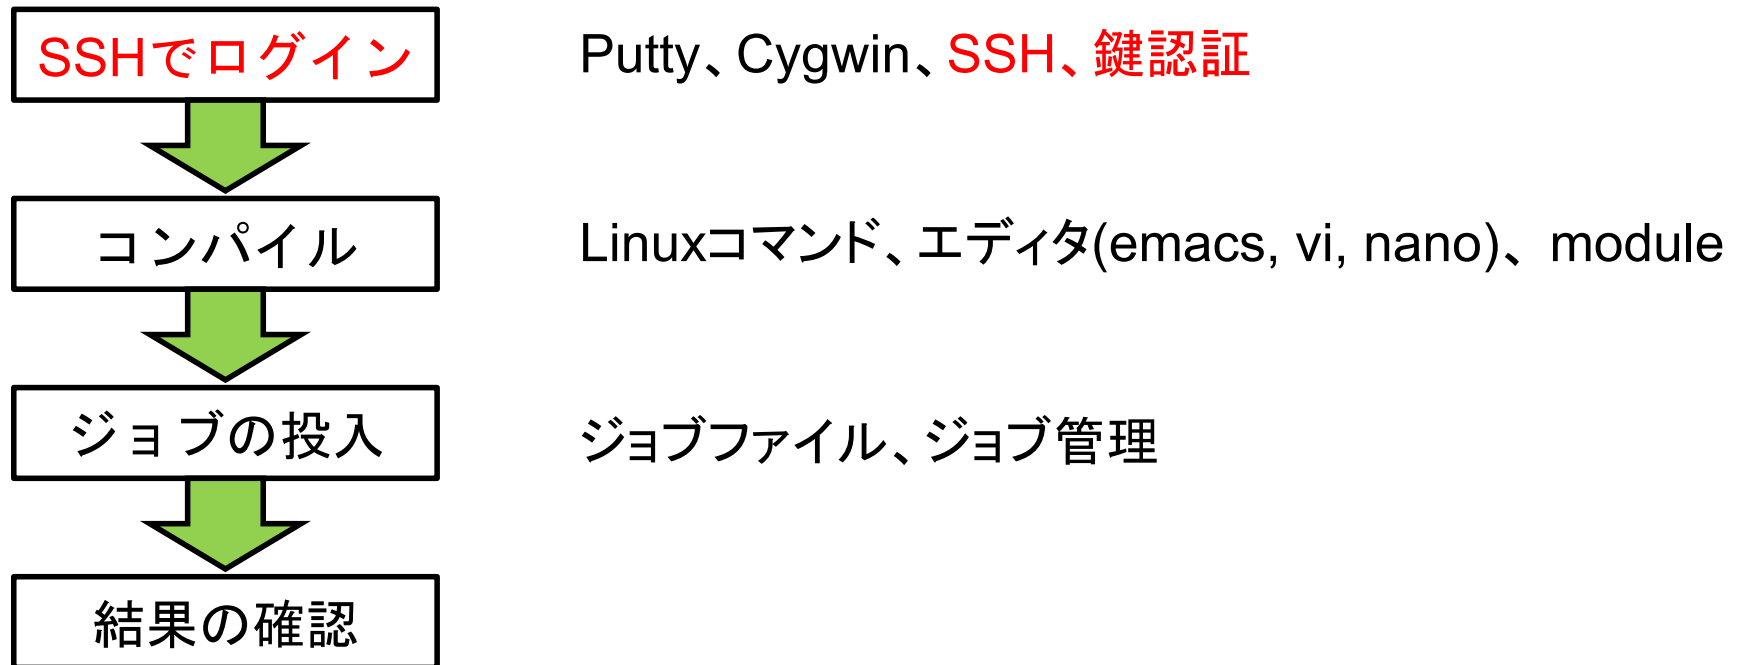 SSHでログイン
Putty、Cygwin、SSH、鍵認証
コンパイル
Linuxコマンド、エディタ(emacs, vi, nano)、 module
ジョブの投入
ジョブファイル、ジョブ管理
結果の確認